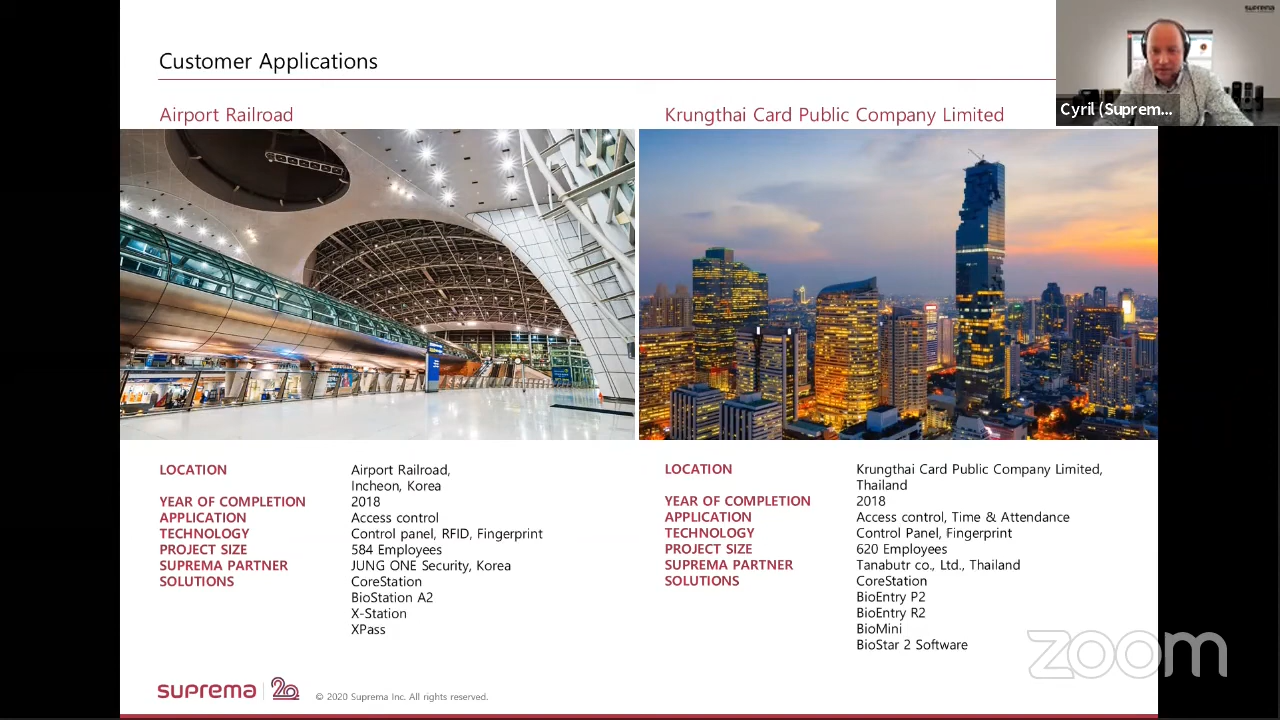 Customer Applications
suprema
Cyril (Suprem...
Airport Railroad
Krungthai Card Public Company Limited
LOCATION Airport Railroad,
Incheon, Korea
YEAR OF COMPLETION 2018
APPLICATION Access control
TECHNOLOGY Control panel, RFID, Fingerprint
PROJECT SIZE 584 Employees
SUPREMA PARTNER JUNG ONE Security, Korea
SOLUTIONS CoreStation
BioStation A2
X-Station
XPass
LOCATION Krungthai Card Public Company Limited,
Thailand
YEAR OF COMPLETION 2018
APPLICATION Access control, Time & Attendance
TECHNOLOGY Control Panel, Fingerprint
PROJECT SIZE 620 Employees
SUPREMA PARTNER Tanabutr co., Ltd., Thailand
SOLUTIONS CoreStation
BioEntry P2
BioEntry R2
BioMini
BioStar 2 Software
zoom
suprema 20 © 2020 Suprema Inc. All rights reserved.